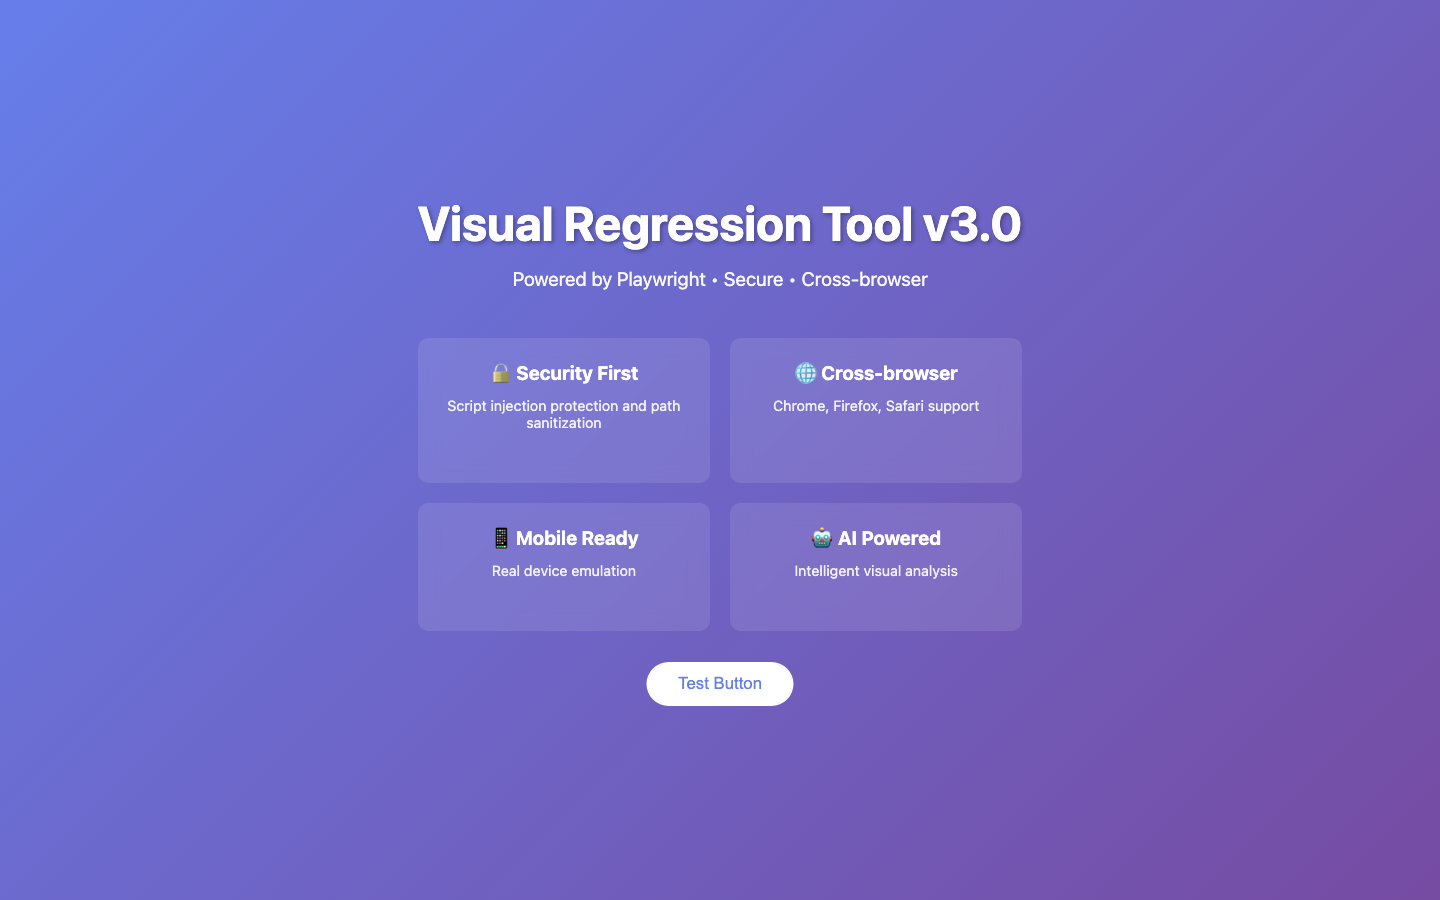 Visual Regression Tool v3.0
Powered by Playwright • Secure • Cross-browser
🔒 Security First
Script injection protection and path
sanitization
🌐 Cross-browser
Chrome, Firefox, Safari support
📱 Mobile Ready
Real device emulation
🤖 AI Powered
Intelligent visual analysis
Test Button